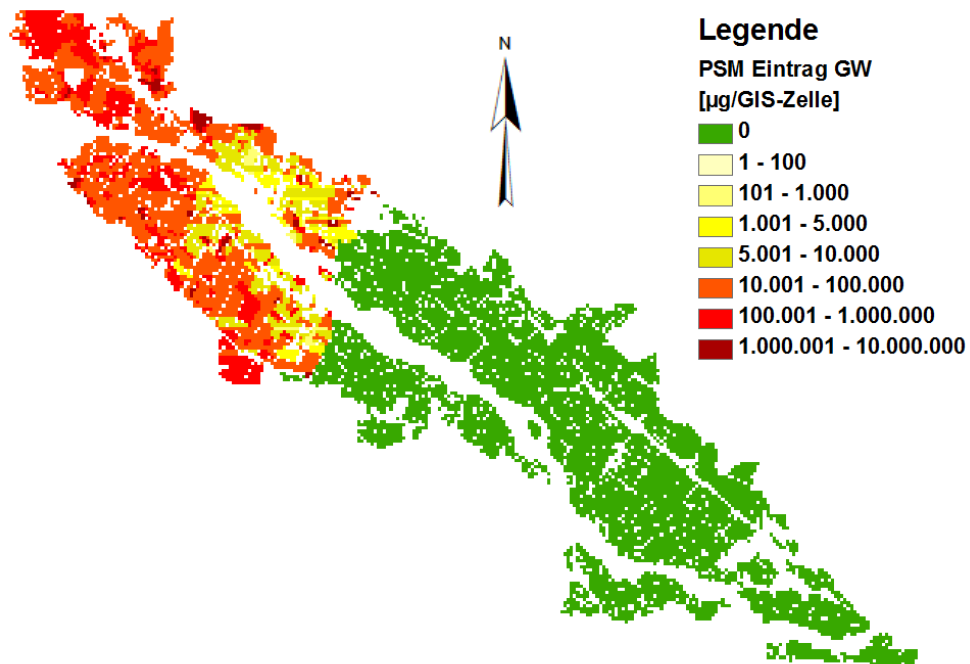 Legende
N
PSM Eintrag GW
[µg/GIS-Zelle]
0
1 - 100
101 - 1.000
1.001 - 5.000
5.001 - 10.000
10.001 - 100.000
100.001 - 1.000.000
1.000.001 - 10.000.000